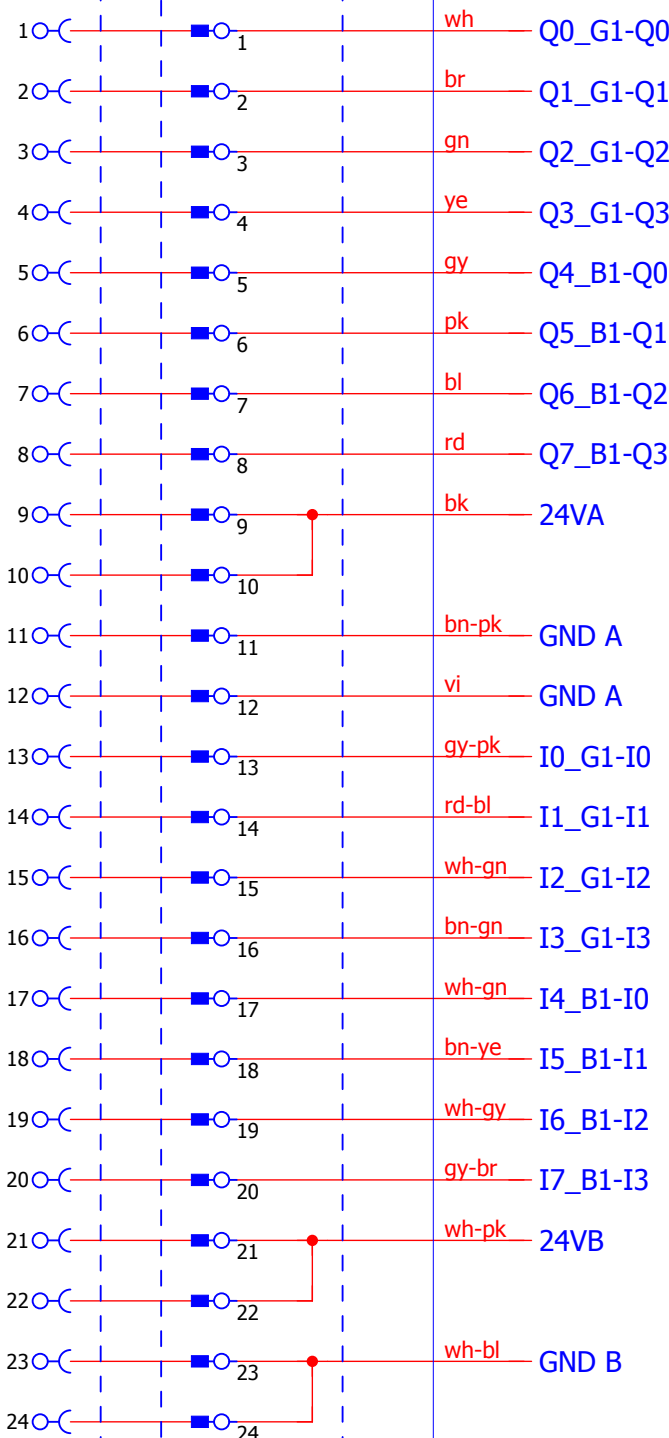 1 1 wh Q0_G1-Q0
2 2 br Q1_G1-Q1
3 3 gn Q2_G1-Q2
4 4 ye Q3_G1-Q3
5 5 gy Q4_B1-Q0
6 6 pk Q5_B1-Q1
7 7 bl Q6_B1-Q2
8 8 rd Q7_B1-Q3
9 9 bk 24VA
10 10
11 11 bn-pk GND A
12 12 vi GND A
13 13 gy-pk I0_G1-I0
14 14 rd-bl I1_G1-I1
15 15 wh-gn I2_G1-I2
16 16 bn-gn I3_G1-I3
17 17 wh-gn I4_B1-I0
18 18 bn-ye I5_B1-I1
19 19 wh-gy I6_B1-I2
20 20 gy-br I7_B1-I3
21 21 wh-pk 24VB
22 22
23 23 wh-bl GND B
24 24